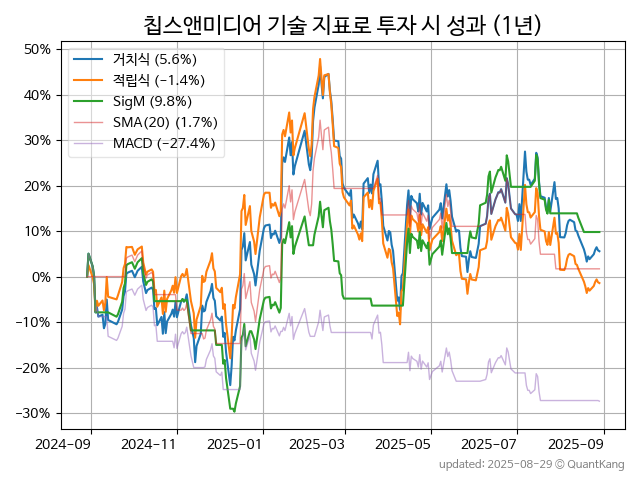 칩스앤미디어 기술 지표로 투자 시 성과 (1년)
50%
40%
30%
20%
10%
0%
−10%
−20%
−30%
거치식 (5.6%)
적립식 (−1.4%)
SigM (9.8%)
SMA(20) (1.7%)
MACD (−27.4%)
2024-09
2024-11
2025-01
2025-03
2025-05
2025-07
2025-09
updated: 2025-08-29 © QuantKang